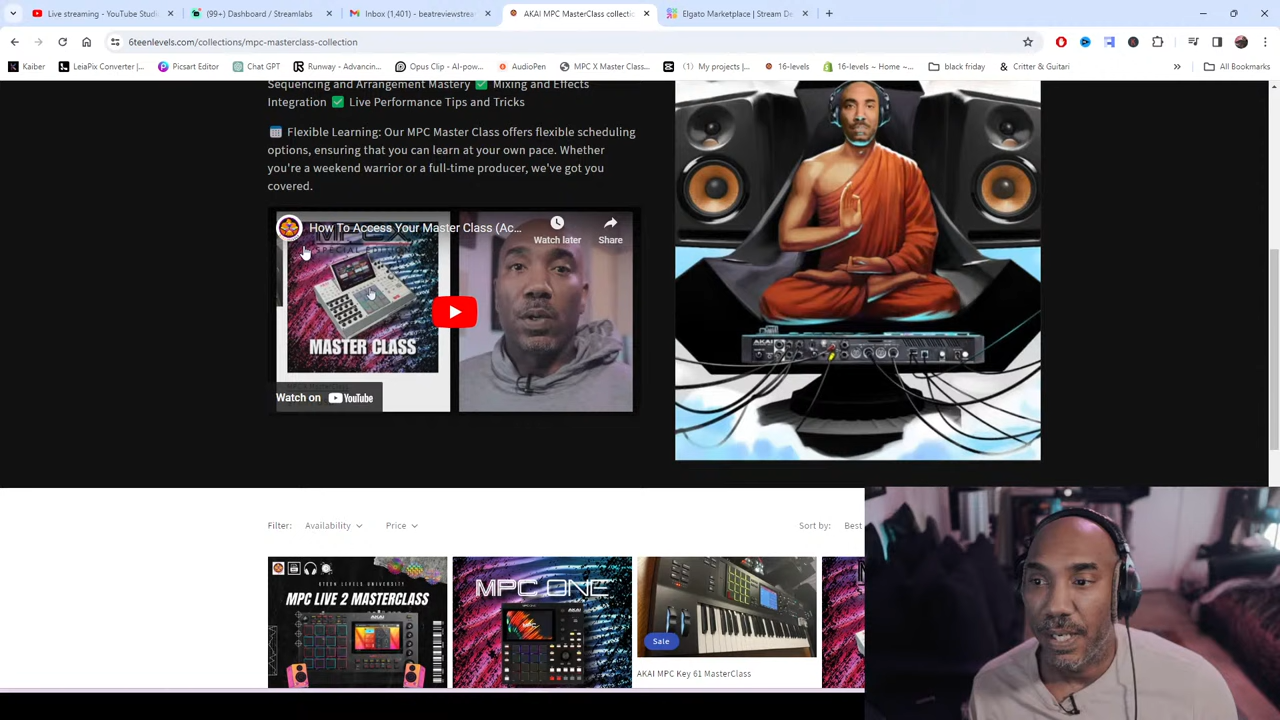 Live streaming - YouTube Studi
(99+) Dashboard / Streamlabs
Inbox (1,401) - beatreviewstrea
AKAI MPC MasterClass collectio
Elgato Marketplace | Stream De
6teenlevels.com/collections/mpc-masterclass-collection
Kaiber
LeiaPix Converter |...
Picsart Editor
Chat GPT
Runway - Advancin...
Opus Clip - AI-pow...
AudioPen
MPC X Master Class...
(1) My projects |...
16-levels
16-levels ~ Home ~...
black friday
Critter & Guitari
»
All Bookmarks
Sequencing and Arrangement Mastery ✅ Mixing and Effects
Integration ✅ Live Performance Tips and Tricks
Flexible Learning: Our MPC Master Class offers flexible scheduling
options, ensuring that you can learn at your own pace. Whether
you're a weekend warrior or a full-time producer, we've got you
covered.
How To Access Your Master Class (Ac...
Watch later
Share
MASTER CLASS
Watch on YouTube
AKAI
Filter: Availability Price
Sort by: Best
6TEEN LEVELS UNIVERSITY
MPC LIVE 2 MASTERCLASS
MPC ONE
Sale
AKAI MPC Key 61 MasterClass